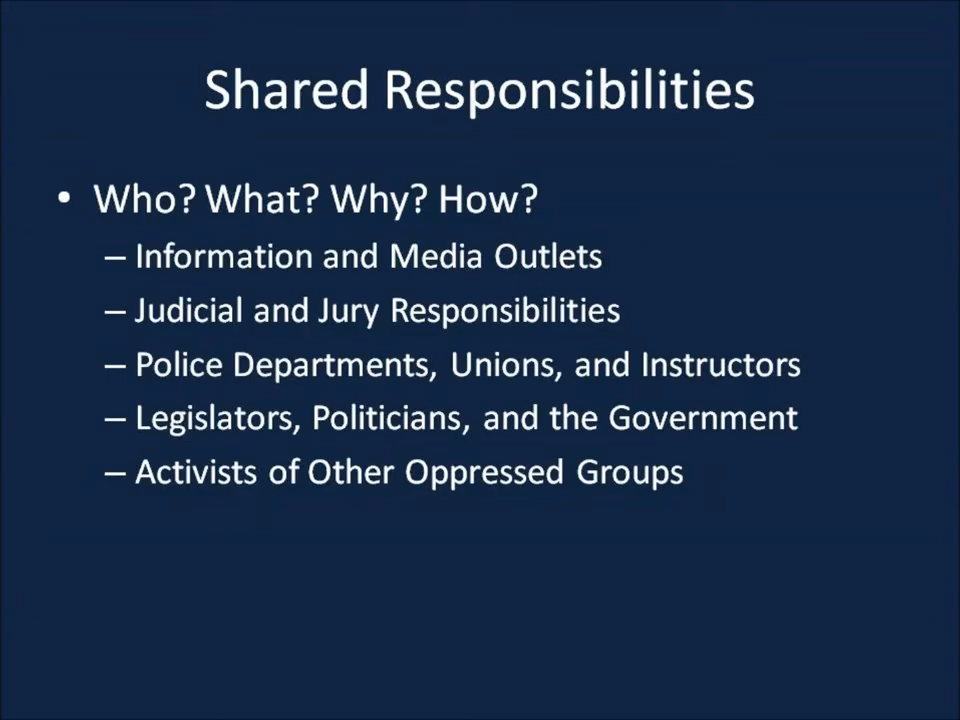 Shared Responsibilities
• Who? What? Why? How?
– Information and Media Outlets
– Judicial and Jury Responsibilities
– Police Departments, Unions, and Instructors
– Legislators, Politicians, and the Government
– Activists of Other Oppressed Groups